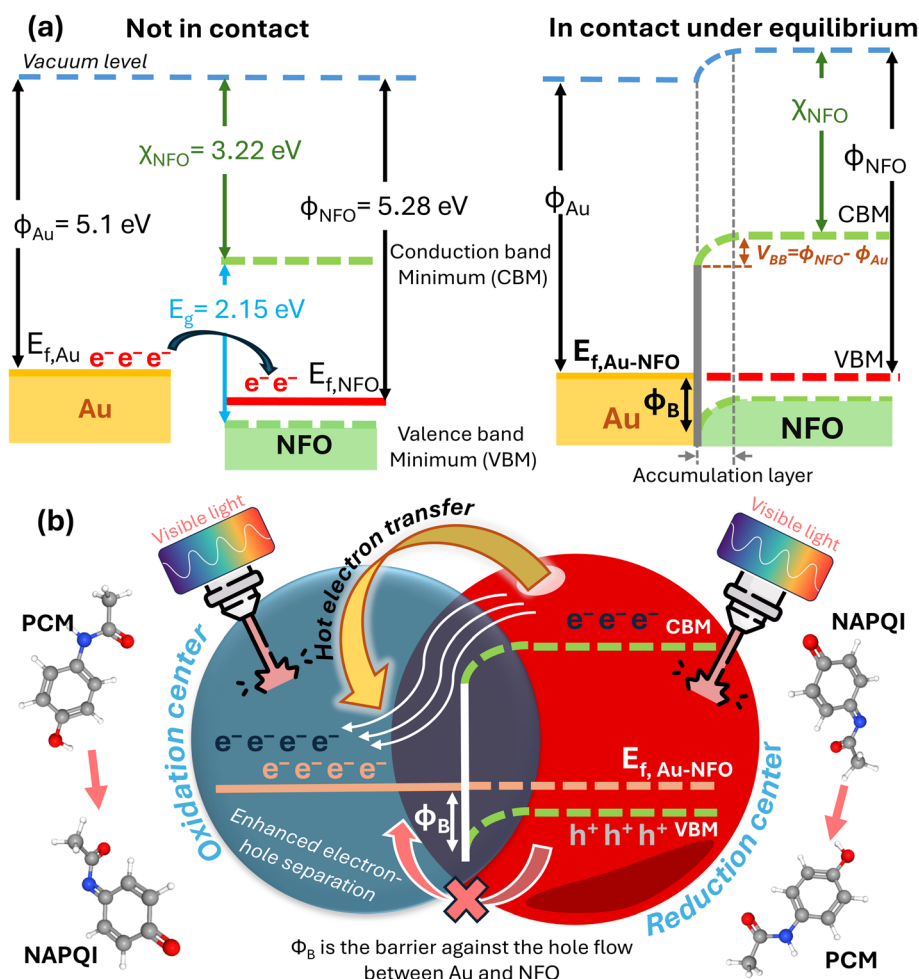 (a)
Not in contact
In contact under equilibrium
Vacuum level
χNFO= 3.22 eV
ϕAu= 5.1 eV
ϕNFO= 5.28 eV
Conduction band
Minimum (CBM)
Eg= 2.15 eV
Ef,Au
e⁻ e⁻ e⁻
e⁻ e⁻
Ef,NFO
Au
NFO
Valence band
Minimum (VBM)
χNFO
ϕAu
ϕNFO
CBM
VBB=ϕNFO- ϕAu
Ef,Au-NFO
VBM
ϕB
Au
NFO
Accumulation layer
(b)
Visible light
Hot electron transfer
Visible light
PCM
NAPQI
Oxidation center
e⁻ e⁻ e⁻
CBM
e⁻ e⁻ e⁻ e⁻
e⁻ e⁻ e⁻ e⁻
Ef, Au-NFO
ΦB
h⁺ h⁺ h⁺
VBM
Enhanced electron-
hole separation
Reduction center
NAPQI
PCM
ΦB is the barrier against the hole flow
between Au and NFO